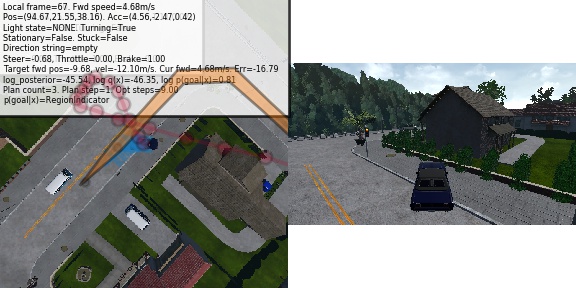 Local frame=67. Fwd speed=4.68m/s
Pos=(94.67,21.55,38.16). Acc=(4.56,-2.47,0.42)
Light state=NONE. Turning=True
Stationary=False. Stuck=False
Direction string=empty
Steer=-0.68, Throttle=0.00, Brake=1.00
Target fwd pos=-9.68, vel=-12.10m/s. Cur fwd=4.68m/s. Err=-16.79
log_posterior=-45.54, log q(x)=-46.35, log p(goal|x)=0.81
Plan count=3. Plan step=1. Opt steps=9.00
p(goal|x)=RegionIndicator